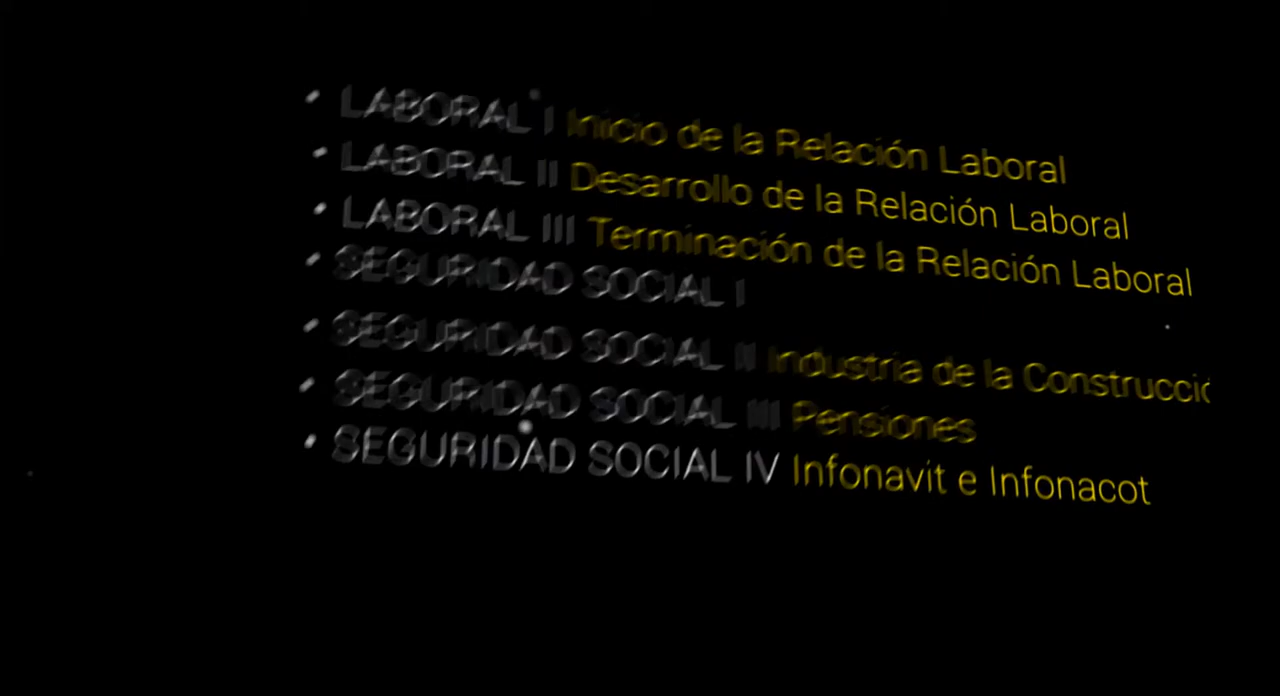 • LABORAL I Inicio de la Relación Laboral
• LABORAL II Desarrollo de la Relación Laboral
• LABORAL III Terminación de la Relación Laboral
• SEGURIDAD SOCIAL I
• SEGURIDAD SOCIAL II Industria de la Construcció
• SEGURIDAD SOCIAL III Pensiones
• SEGURIDAD SOCIAL IV Infonavit e Infonacot